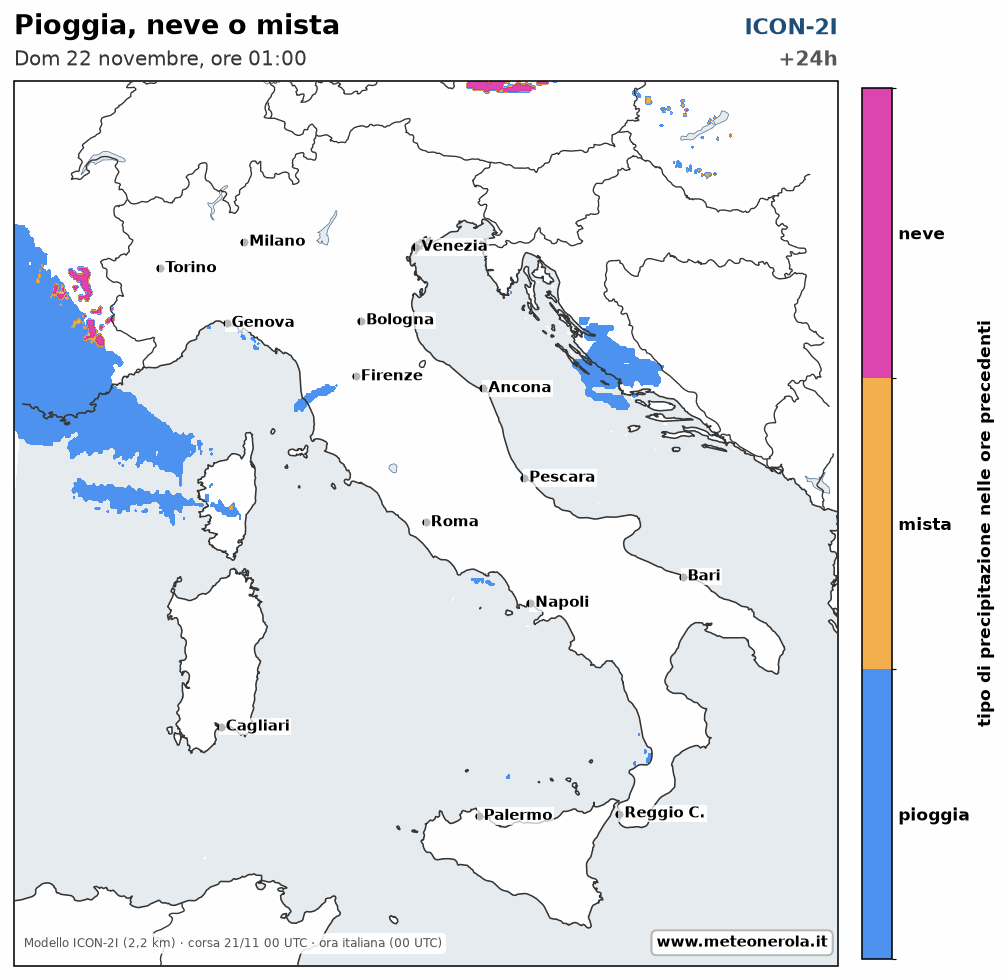 Pioggia, neve o mista
ICON-2I
Dom 22 novembre, ore 01:00
+24h
Milano
Venezia
Torino
Genova
Bologna
Firenze
Ancona
Pescara
Roma
Bari
Napoli
Cagliari
Palermo
Reggio C.
neve
mista
pioggia
tipo di precipitazione nelle ore precedenti
Modello ICON-2I (2,2 km) · corsa 21/11 00 UTC · ora italiana (00 UTC)
www.meteonerola.it